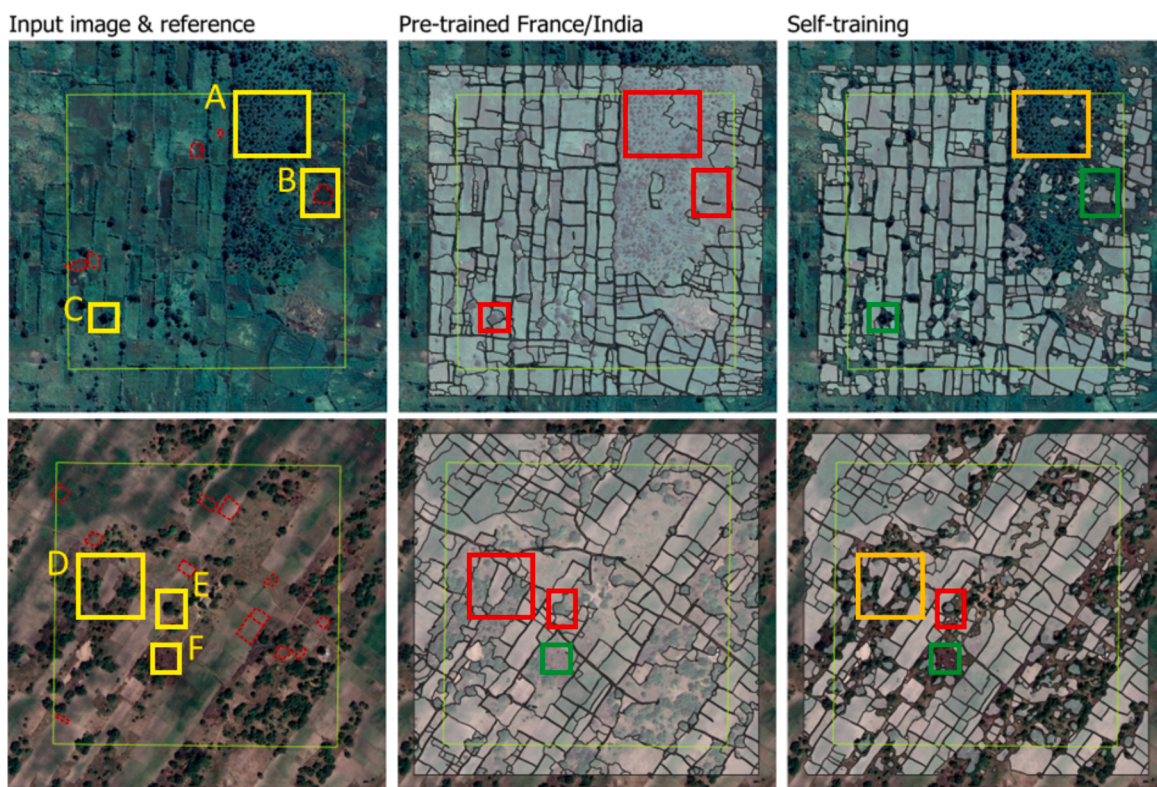 Input image & reference
Pre-trained France/India
Self-training
A
B
C
D
E
F